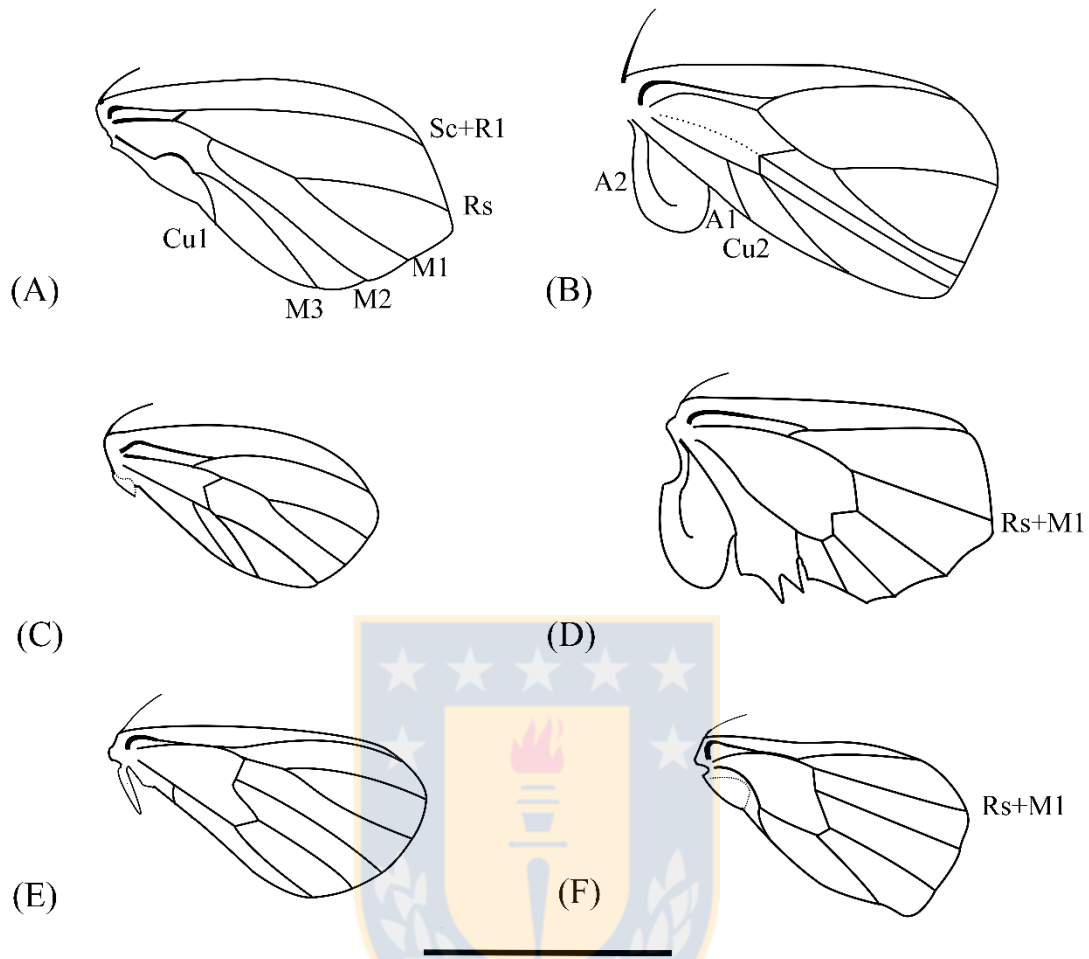 Sc+R1
Rs
Cu1
M1
M2
M3
(A)
A2
A1
Cu2
(B)
(C)
Rs+M1
(D)
(E)
Rs+M1
(F)